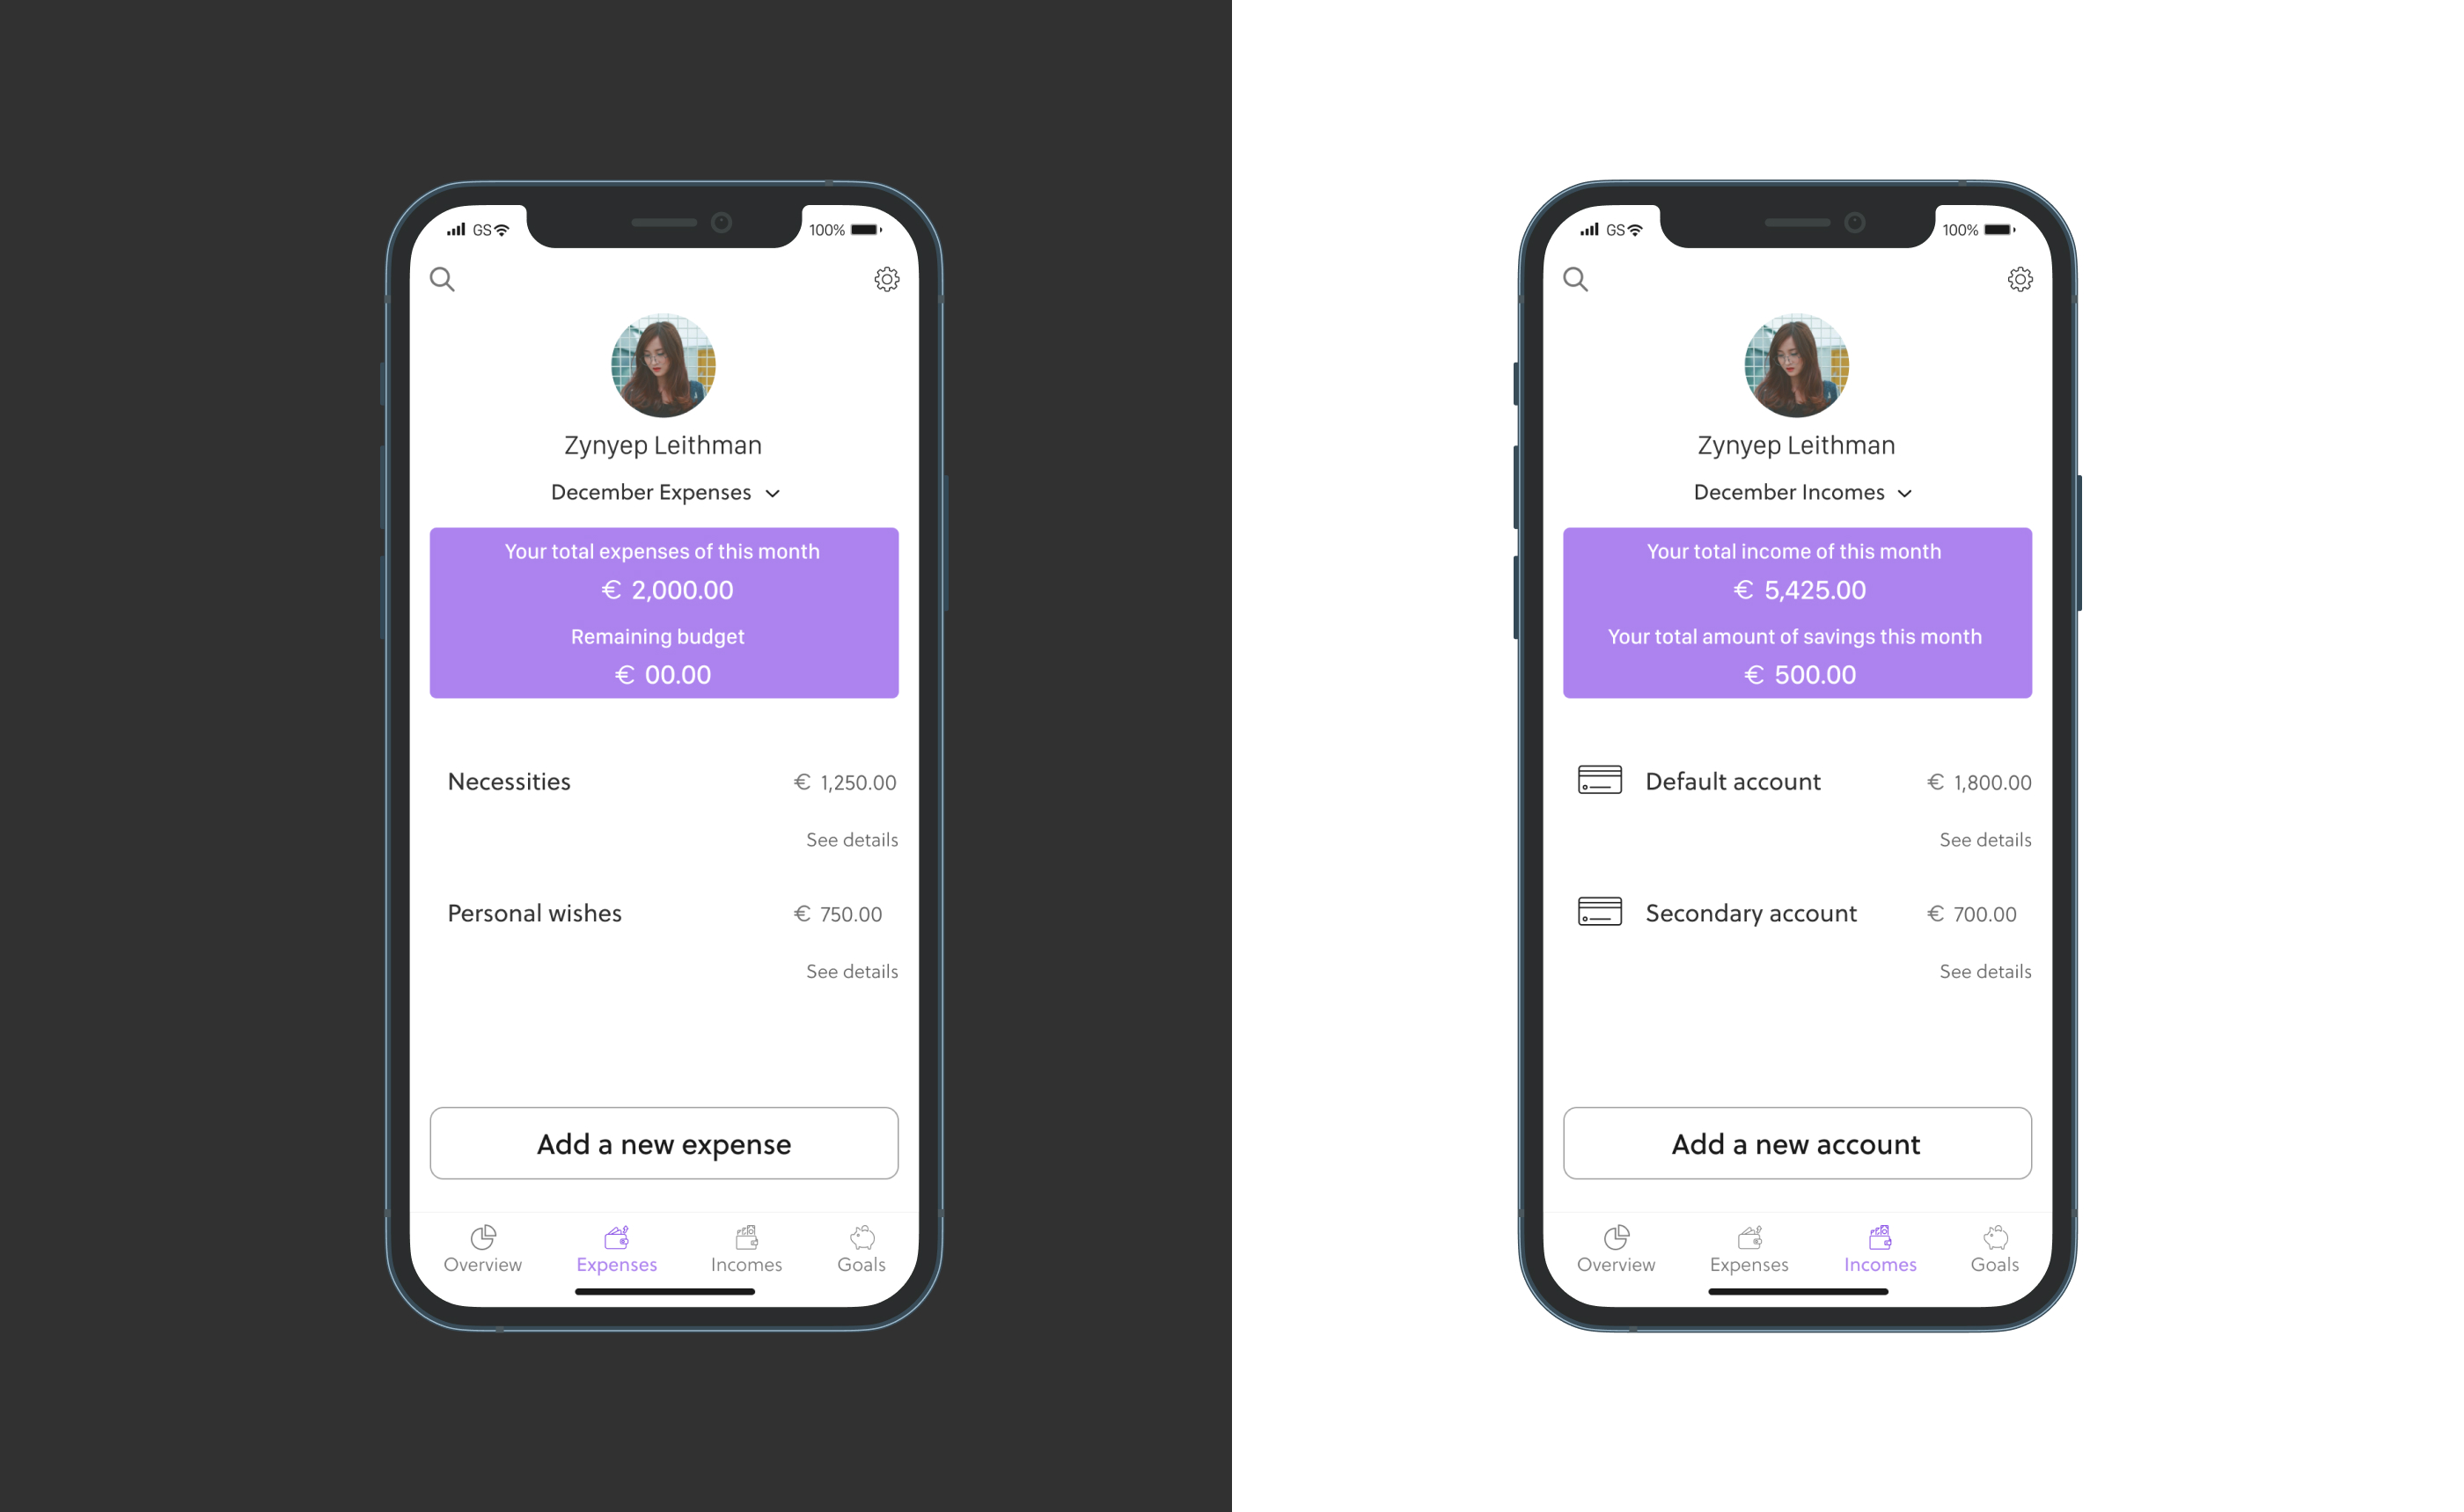 GS 100%
Zynyep Leithman
December Expenses
Your total expenses of this month
€ 2,000.00
Remaining budget
€ 00.00
Necessities € 1,250.00
See details
Personal wishes € 750.00
See details
Add a new expense
Overview Expenses Incomes Goals
GS 100%
Zynyep Leithman
December Incomes
Your total income of this month
€ 5,425.00
Your total amount of savings this month
€ 500.00
Default account € 1,800.00
See details
Secondary account € 700.00
See details
Add a new account
Overview Expenses Incomes Goals